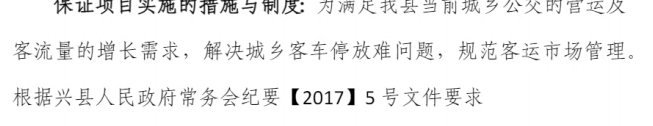 保证项目实施的措施与制度: 为满足我县当前城乡公交的营运及
客流量的增长需求，解决城乡客车停放难问题，规范客运市场管理。
根据兴县人民政府常务会纪要【2017】5 号文件要求